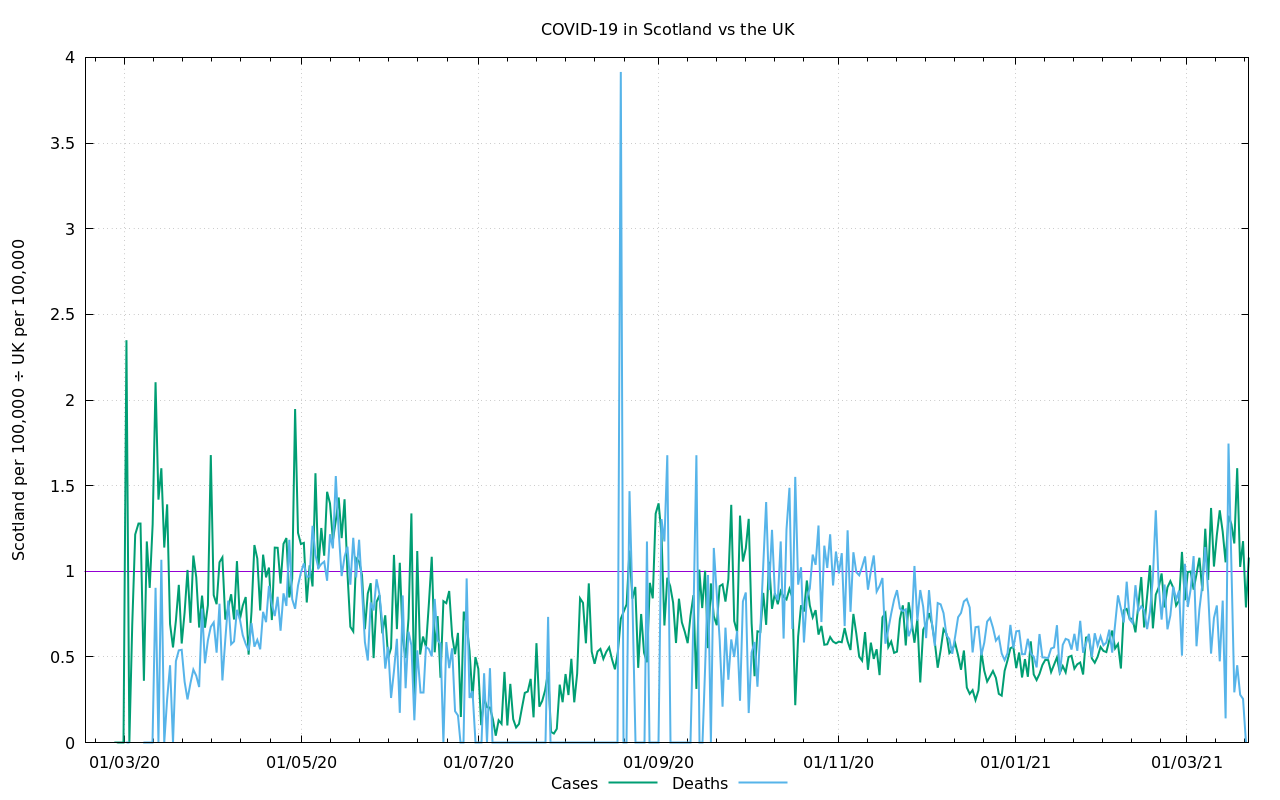 COVID-19 in Scotland vs the UK
Scotland per 100,000 ÷ UK per 100,000
4
3.5
3
2.5
2
1.5
1
0.5
0
01/03/20 01/05/20 01/07/20 01/09/20 01/11/20 01/01/21 01/03/21
Cases Deaths